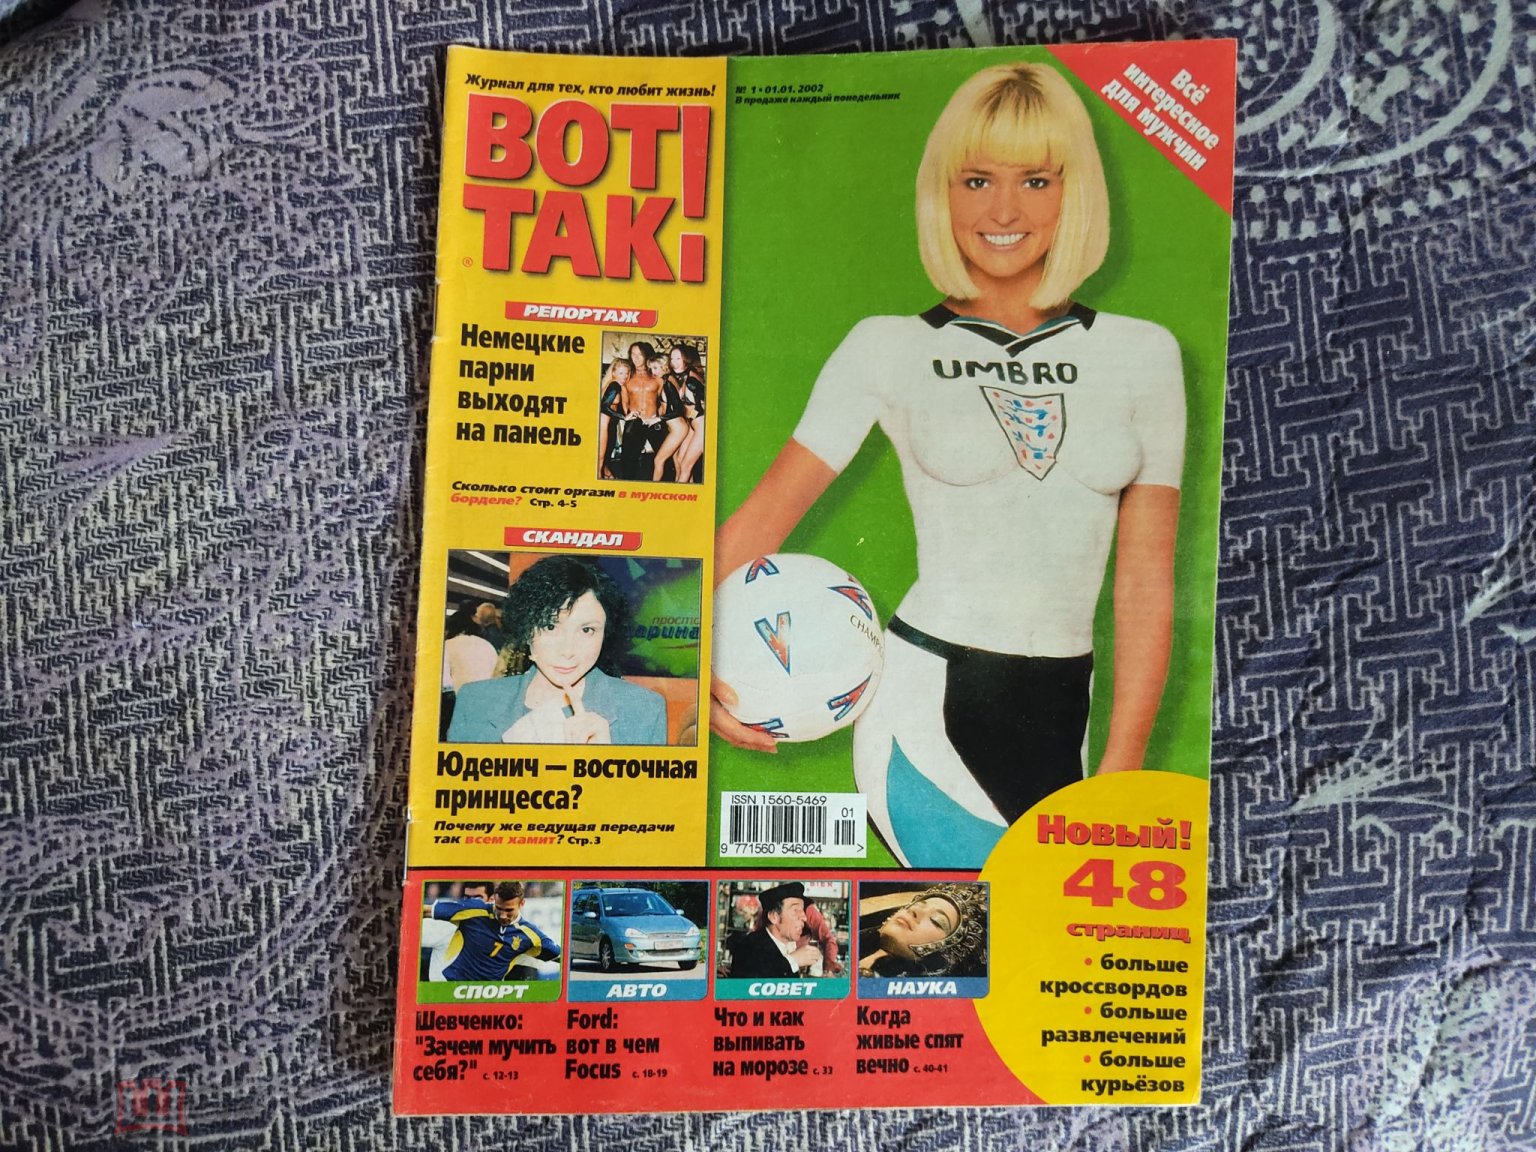 Журнал для тех, кто любит жизнь!
ВОТ
ТАК!
®
№ 1 • 01.01.2002
В продаже каждый понедельник
Всё
интересное
для мужчин
РЕПОРТАЖ
Немецкие
парни
выходят
на панель
XXX
Сколько стоит оргазм в мужском
борделе? Стр. 4-5
СКАНДАЛ
Юденич — восточная
принцесса?
Почему же ведущая передачи
так всем хамит? Стр.3
UMBRO
ISSN 1560-5469
01
9 771560 546024 >
Новый!
48
страниц
• больше
кроссвордов
• больше
развлечений
• больше
курьёзов
7
СПОРТ
Шевченко:
"Зачем мучить
себя?" с. 12-13
АВТО
Ford:
вот в чем
Focus с. 18-19
СОВЕТ
Что и как
выпивать
на морозе с. 33
НАУКА
Когда
живые спят
вечно с. 40-41